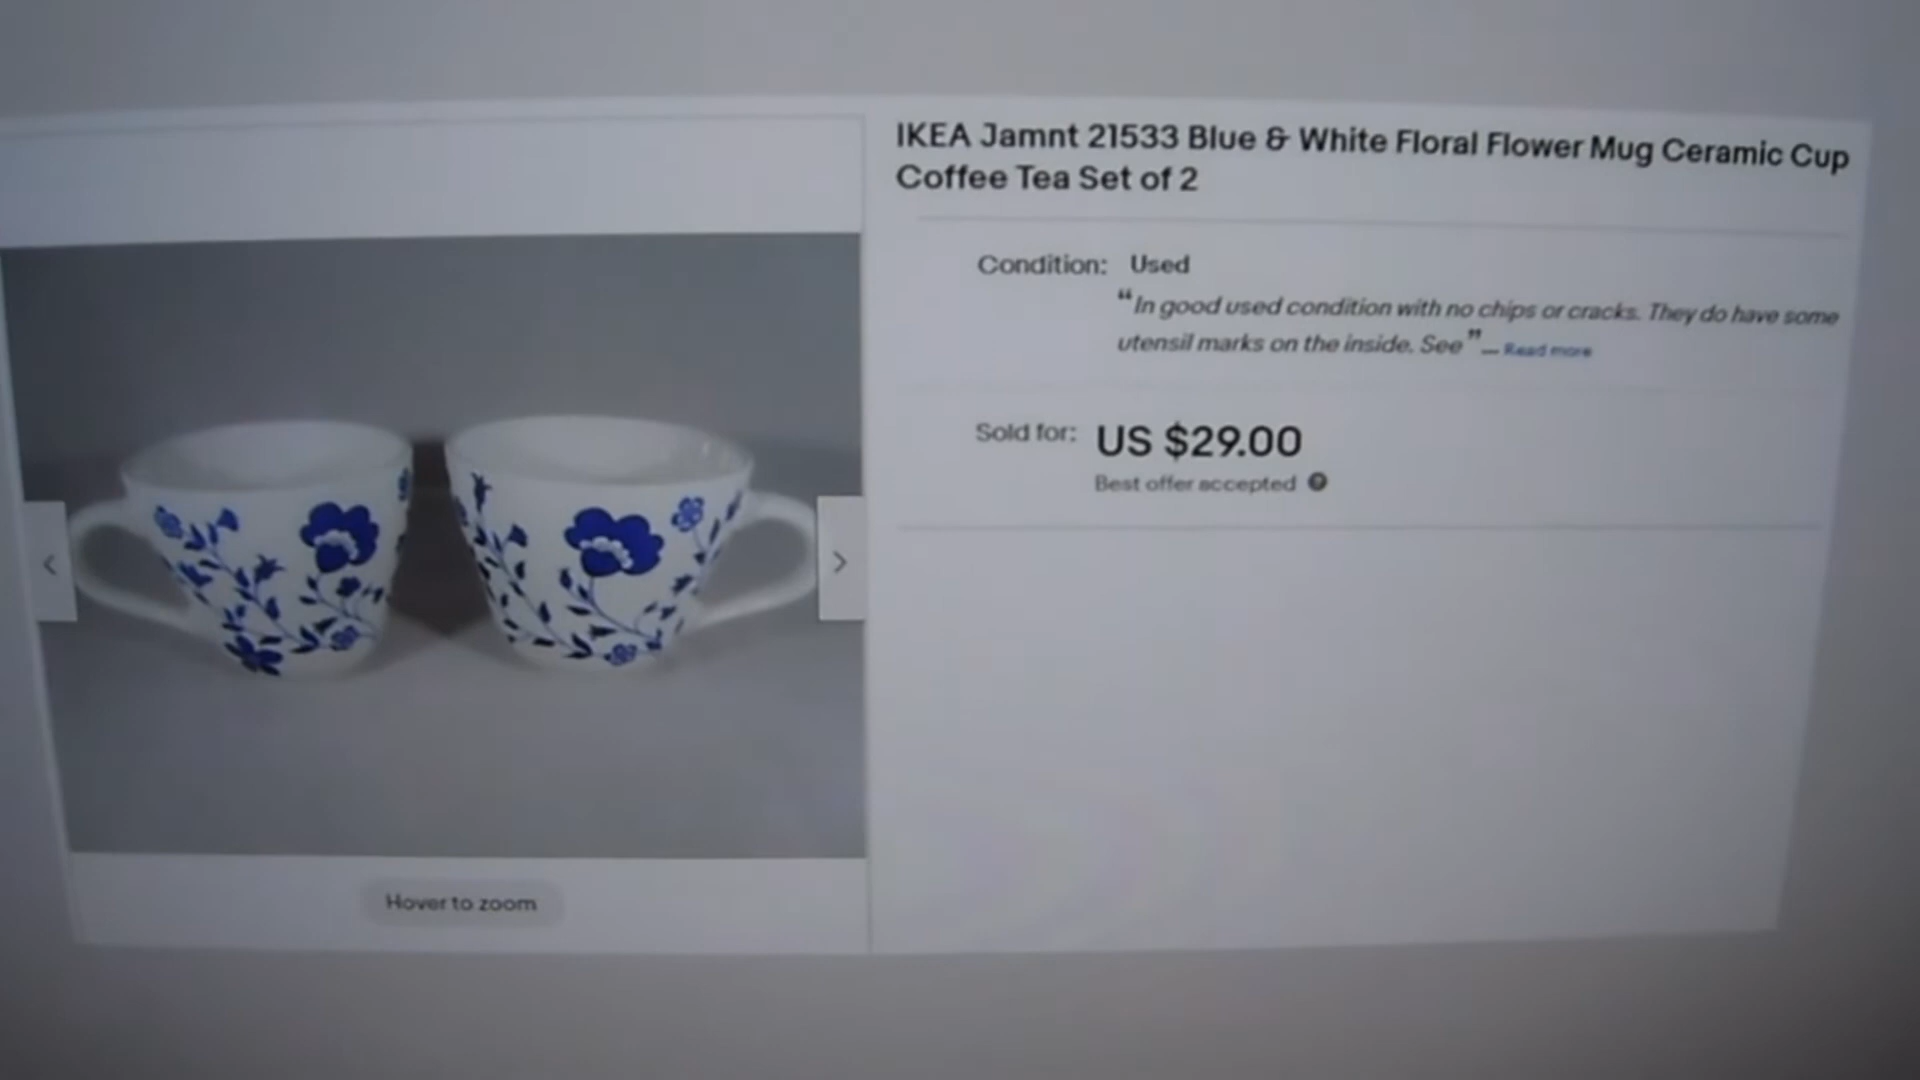 IKEA Jamnt 21533 Blue & White Floral Flower Mug Ceramic Cup
Coffee Tea Set of 2
Condition: Used
“In good used condition with no chips or cracks. They do have some
utensil marks on the inside. See”... Read more
Sold for: US $29.00
Best offer accepted ?
Hover to zoom